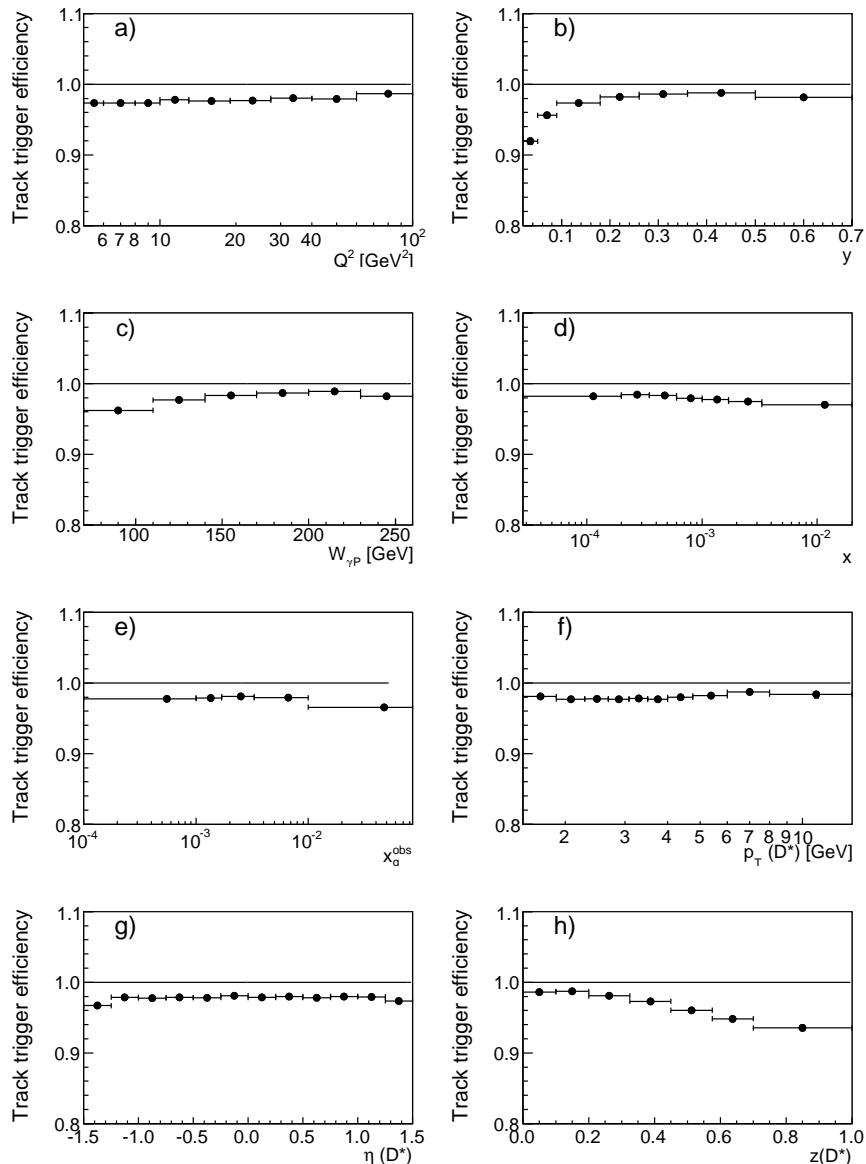 a)
Track trigger efficiency
1.1
1.0
0.9
0.8
6 7 8 10 20 30 40 10²
Q² [GeV²]
b)
Track trigger efficiency
1.1
1.0
0.9
0.8
0.1 0.2 0.3 0.4 0.5 0.6 0.7
y
c)
Track trigger efficiency
1.1
1.0
0.9
0.8
100 150 200 250
W_γP [GeV]
d)
Track trigger efficiency
1.1
1.0
0.9
0.8
10⁻⁴ 10⁻³ 10⁻²
x
e)
Track trigger efficiency
1.1
1.0
0.9
0.8
10⁻⁴ 10⁻³ 10⁻²
x_g^obs
f)
Track trigger efficiency
1.1
1.0
0.9
0.8
2 3 4 5 6 7 8 9 10
p_T (D*) [GeV]
g)
Track trigger efficiency
1.1
1.0
0.9
0.8
-1.5 -1.0 -0.5 0.0 0.5 1.0 1.5
η (D*)
h)
Track trigger efficiency
1.1
1.0
0.9
0.8
0.0 0.2 0.4 0.6 0.8 1.0
z(D*)